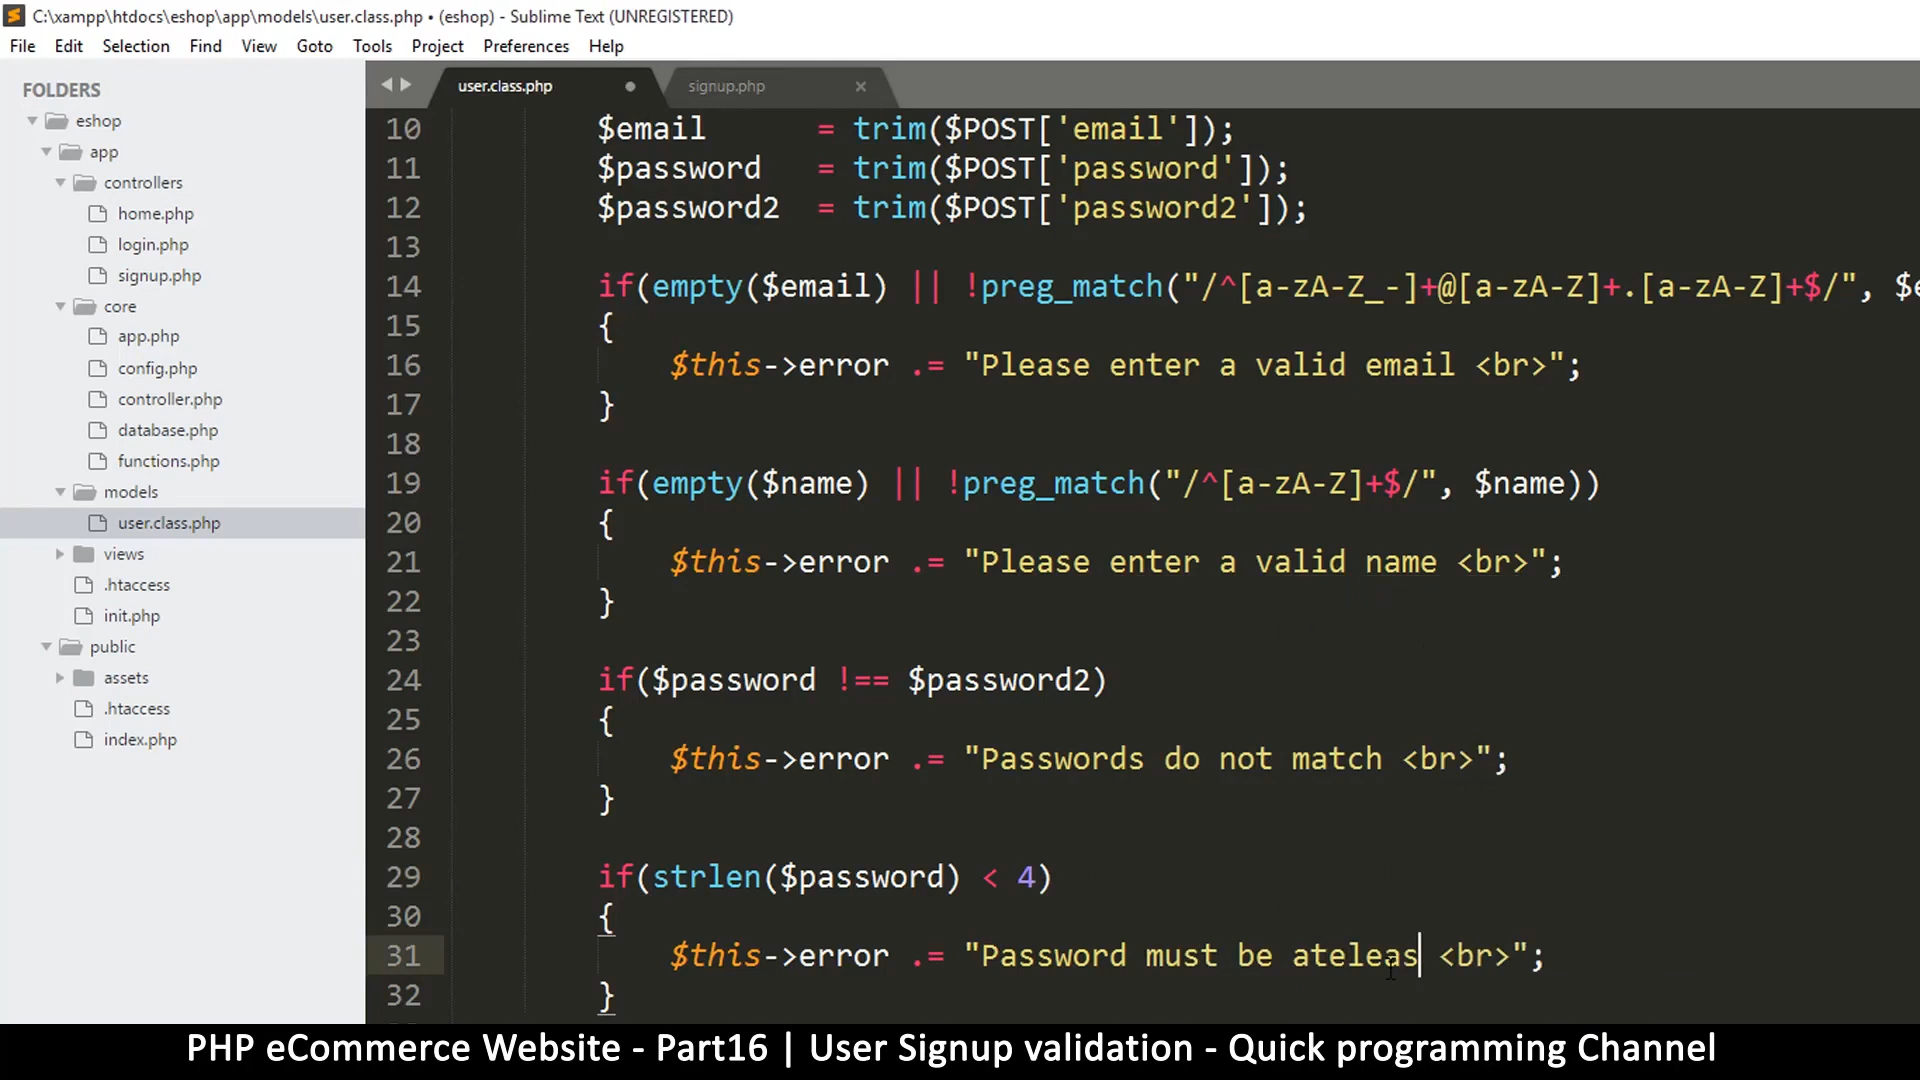 C:\xampp\htdocs\eshop\app\models\user.class.php • (eshop) - Sublime Text (UNREGISTERED)
File Edit Selection Find View Goto Tools Project Preferences Help
FOLDERS
eshop
app
controllers
home.php
login.php
signup.php
core
app.php
config.php
controller.php
database.php
functions.php
models
user.class.php
views
.htaccess
init.php
public
assets
.htaccess
index.php
user.class.php signup.php
10 $email = trim($POST['email']);
11 $password = trim($POST['password']);
12 $password2 = trim($POST['password2']);
13
14 if(empty($email) || !preg_match("/^[a-zA-Z_-]+@[a-zA-Z]+.[a-zA-Z]+$/", $e
15 {
16 $this->error .= "Please enter a valid email <br>";
17 }
18
19 if(empty($name) || !preg_match("/^[a-zA-Z]+$/", $name))
20 {
21 $this->error .= "Please enter a valid name <br>";
22 }
23
24 if($password !== $password2)
25 {
26 $this->error .= "Passwords do not match <br>";
27 }
28
29 if(strlen($password) < 4)
30 {
31 $this->error .= "Password must be ateleas <br>";
32 }
PHP eCommerce Website - Part16 | User Signup validation - Quick programming Channel